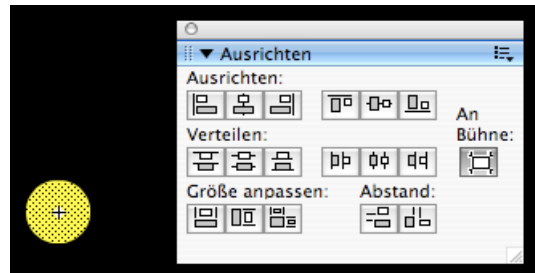 Ausrichten
Ausrichten:
An
Bühne:
Verteilen:
Größe anpassen: Abstand: